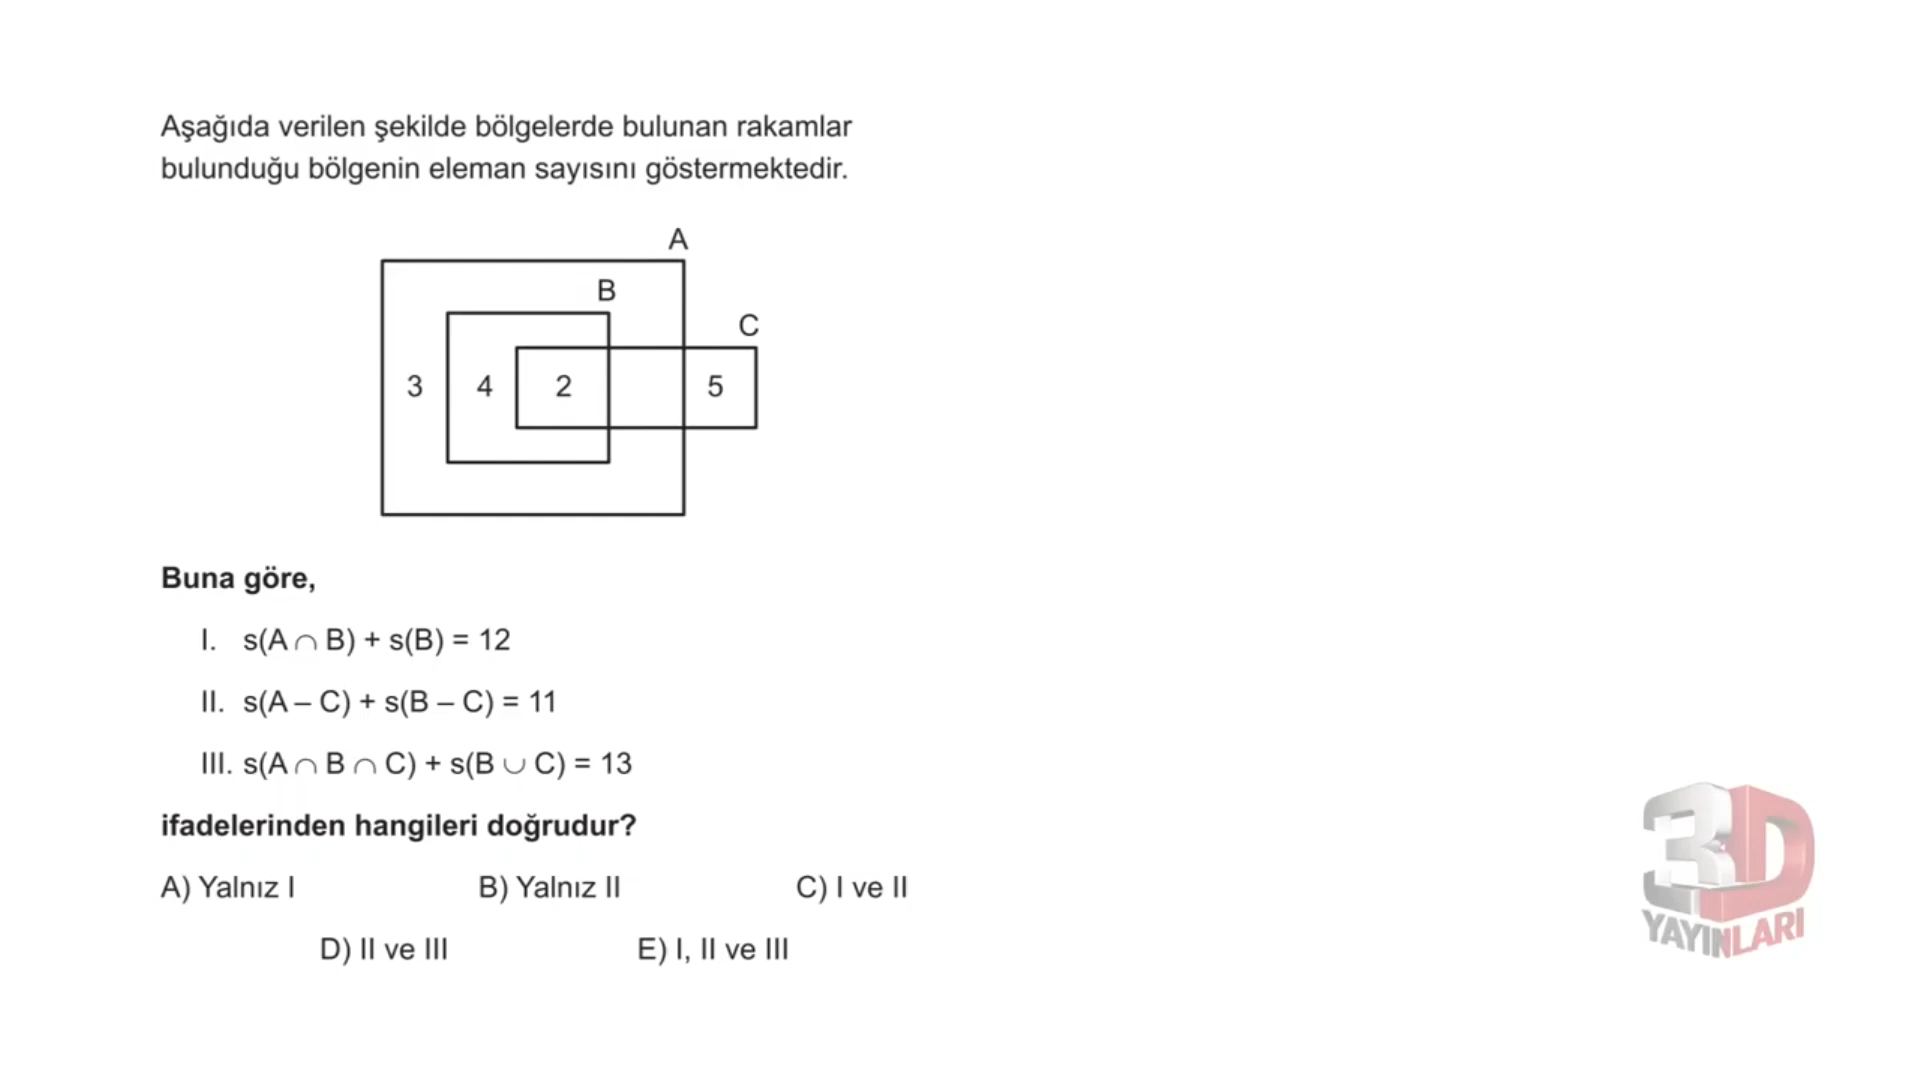 Aşağıda verilen şekilde bölgelerde bulunan rakamlar
bulunduğu bölgenin eleman sayısını göstermektedir.
A
B
C
3 4 2 5
Buna göre,
I. s(A ∩ B) + s(B) = 12
II. s(A – C) + s(B – C) = 11
III. s(A ∩ B ∩ C) + s(B ∪ C) = 13
ifadelerinden hangileri doğrudur?
A) Yalnız I B) Yalnız II C) I ve II
D) II ve III E) I, II ve III
3D
YAYINLARI